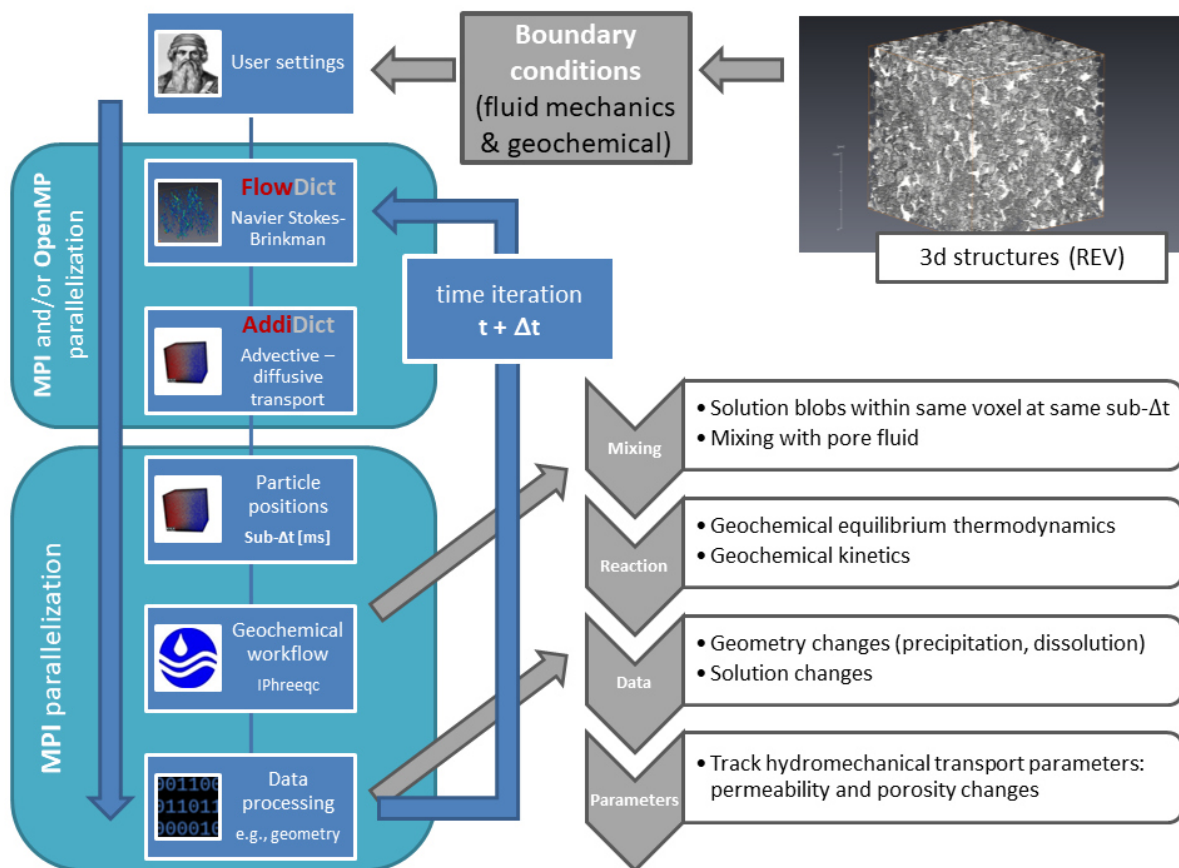 User settings
Boundary
conditions
(fluid mechanics
& geochemical)
3d structures (REV)
MPI and/or OpenMP
parallelization
FlowDict
Navier Stokes-
Brinkman
AddiDict
Advective –
diffusive
transport
time iteration
t + Δt
MPI parallelization
Particle
positions
Sub-Δt [ms]
Geochemical
workflow
IPhreeqc
001100
011011
000010
Data
processing
e.g., geometry
Mixing
• Solution blobs within same voxel at same sub-Δt
• Mixing with pore fluid
Reaction
• Geochemical equilibrium thermodynamics
• Geochemical kinetics
Data
• Geometry changes (precipitation, dissolution)
• Solution changes
Parameters
• Track hydromechanical transport parameters:
permeability and porosity changes